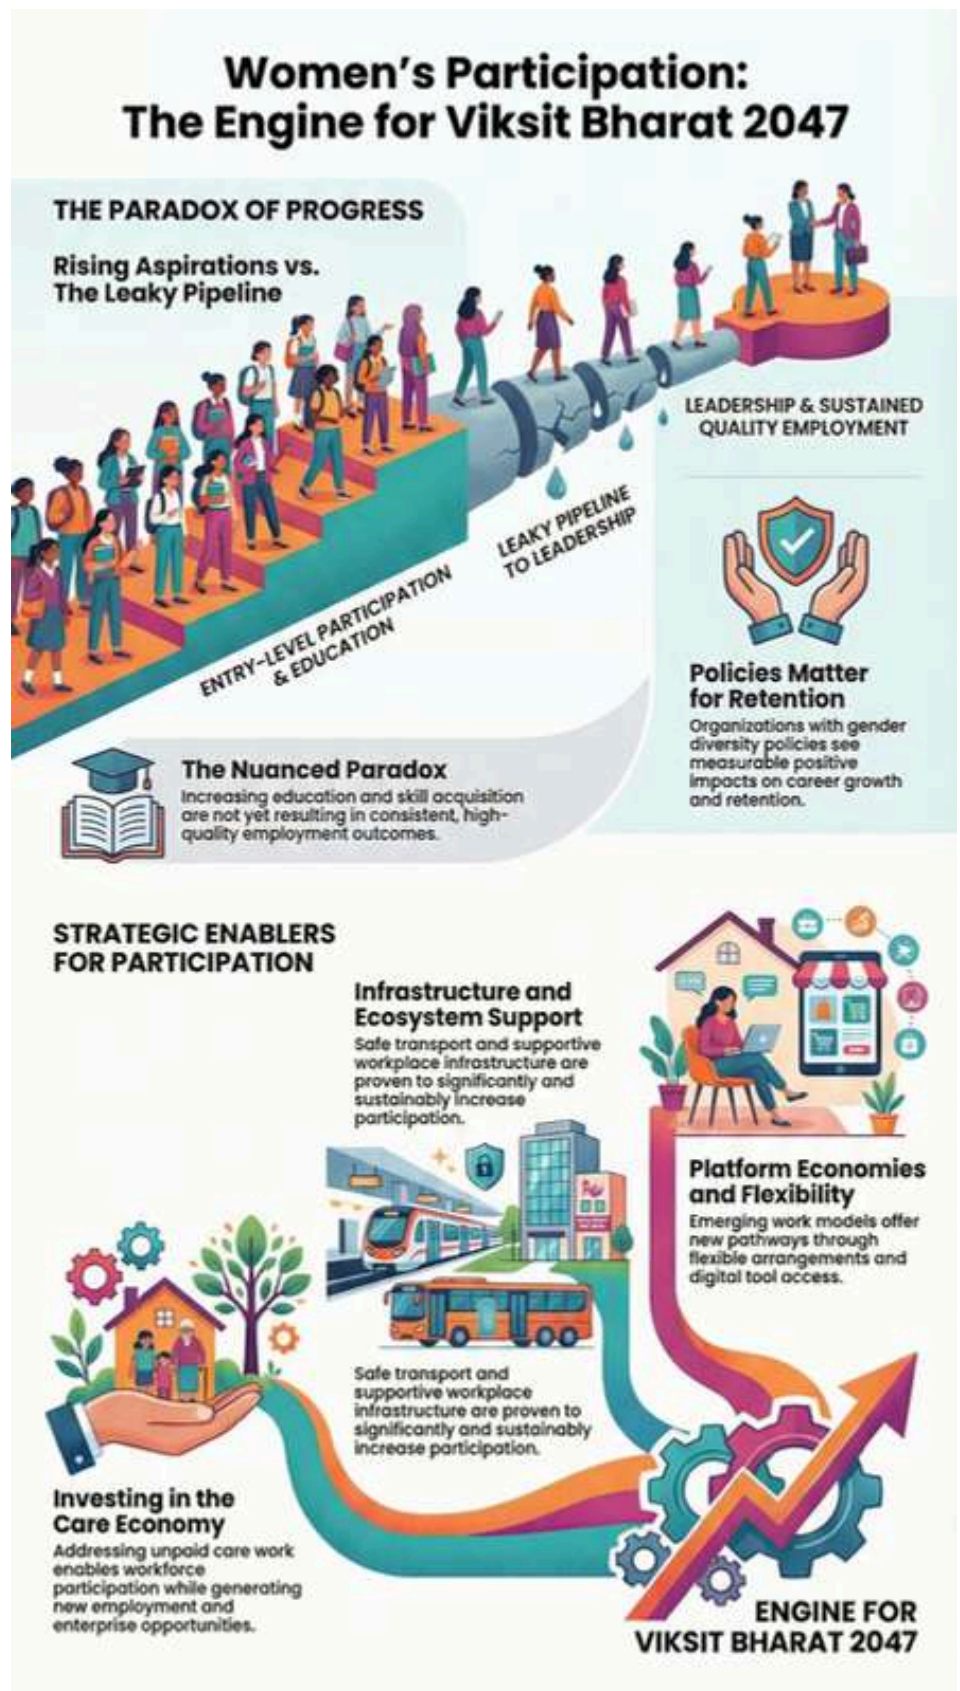 Women's Participation:
The Engine for Viksit Bharat 2047
THE PARADOX OF PROGRESS
Rising Aspirations vs.
The Leaky Pipeline
LEADERSHIP & SUSTAINED
QUALITY EMPLOYMENT
LEAKY PIPELINE
TO LEADERSHIP
ENTRY-LEVEL PARTICIPATION
& EDUCATION
Policies Matter
for Retention
Organizations with gender
diversity policies see
measurable positive
impacts on career growth
and retention.
The Nuanced Paradox
Increasing education and skill acquisition
are not yet resulting in consistent, high-
quality employment outcomes.
STRATEGIC ENABLERS
FOR PARTICIPATION
Infrastructure and
Ecosystem Support
Safe transport and supportive
workplace infrastructure are
proven to significantly and
sustainably increase
participation.
Platform Economies
and Flexibility
Emerging work models offer
new pathways through
flexible arrangements and
digital tool access.
Safe transport and
supportive workplace
infrastructure are proven to
significantly and sustainably
increase participation.
Investing in the
Care Economy
Addressing unpaid care work
enables workforce
participation while generating
new employment and
enterprise opportunities.
ENGINE FOR
VIKSIT BHARAT 2047